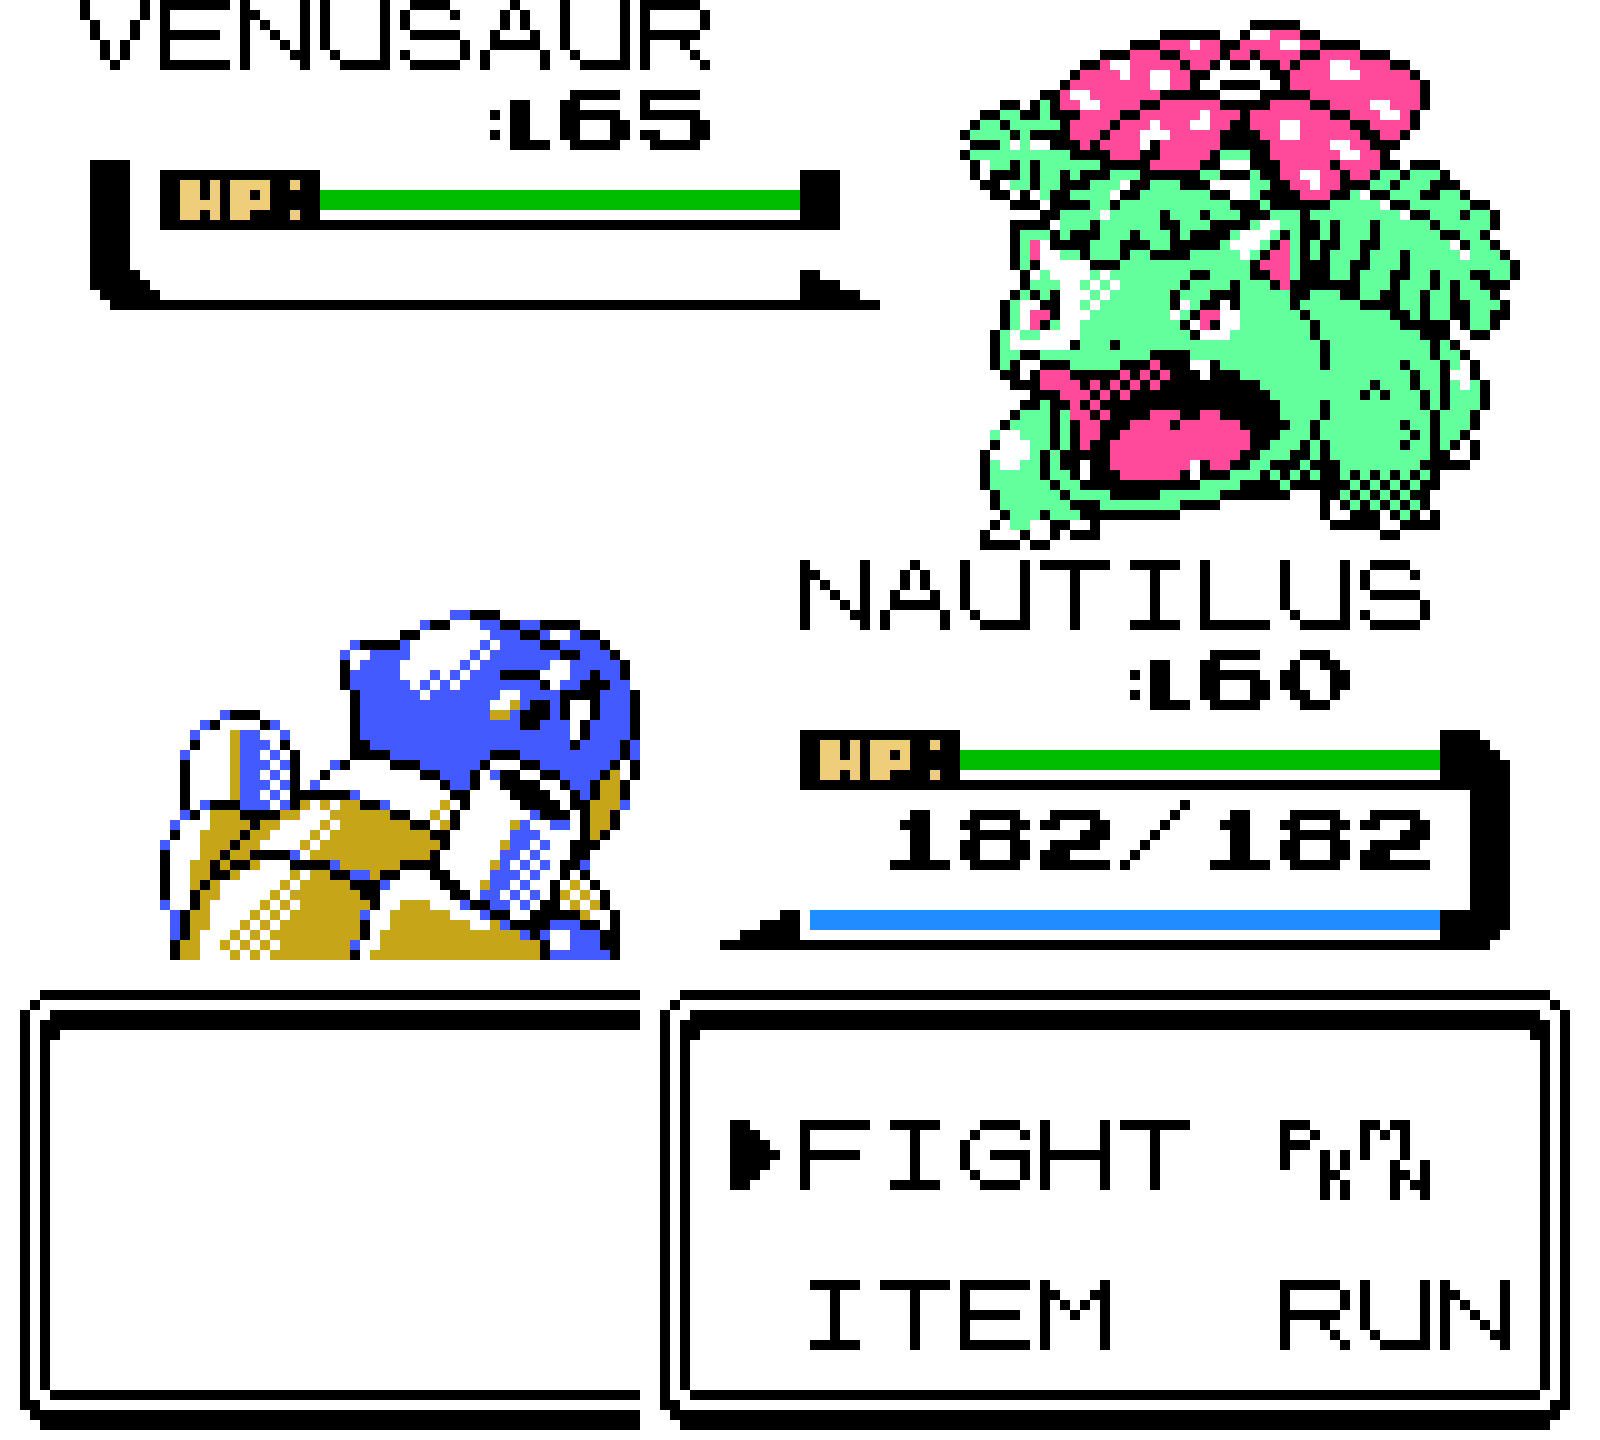 VENUSAUR
:L65
HP:
NAUTILUS
:L60
HP:
182/182
▶FIGHT PKMN
ITEM RUN